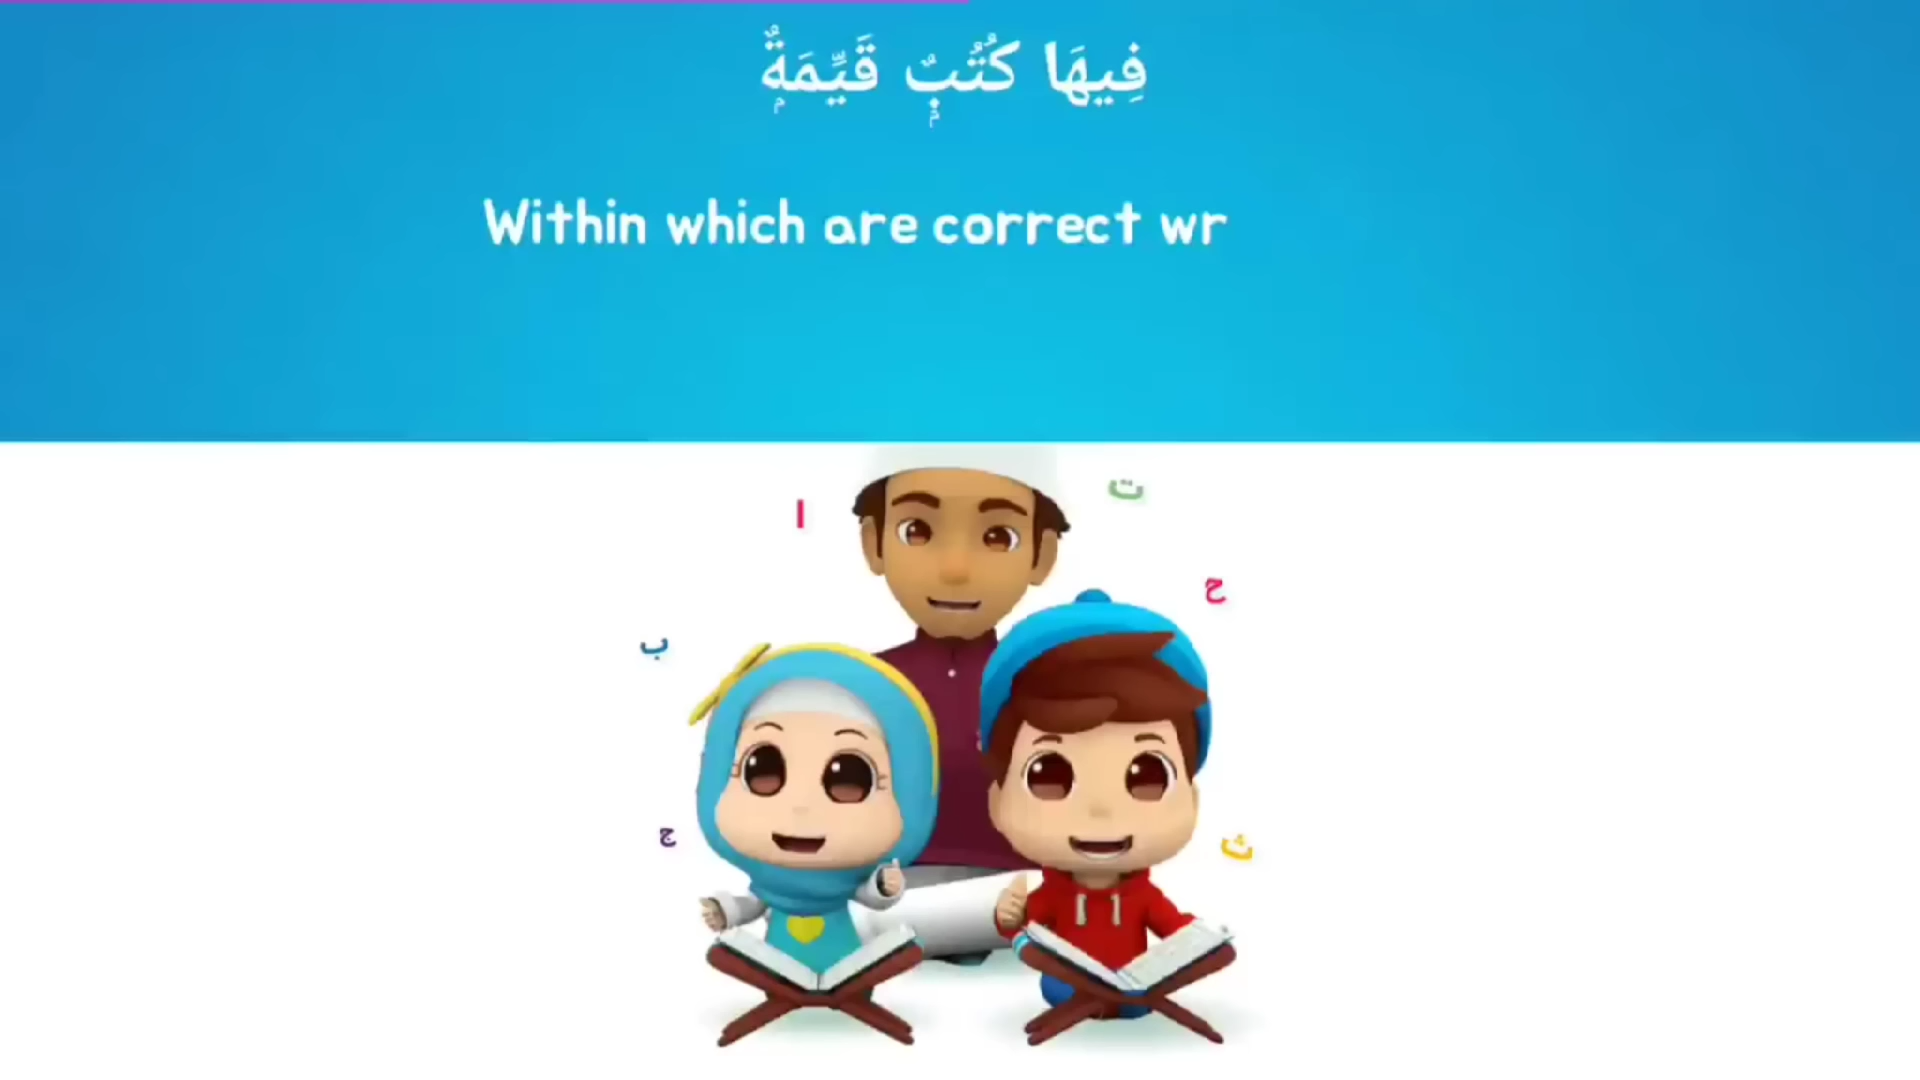 فِيهَا كُتُبٌ قَيِّمَةٌ
Within which are correct wr
ا
ت
ح
ب
ج
ث